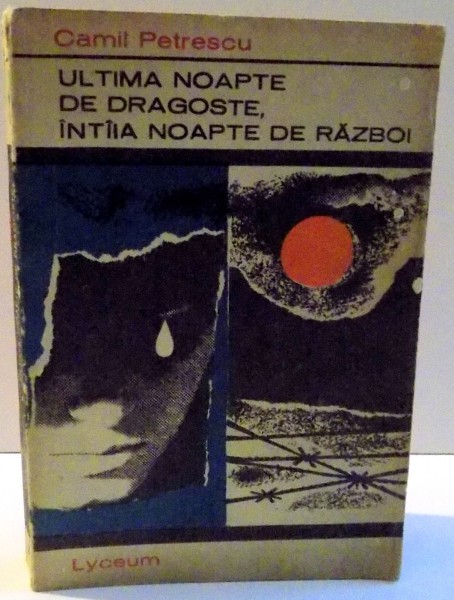 Camil Petrescu
ULTIMA NOAPTE
DE DRAGOSTE,
ÎNTÎIA NOAPTE DE RĂZBOI
Lyceum